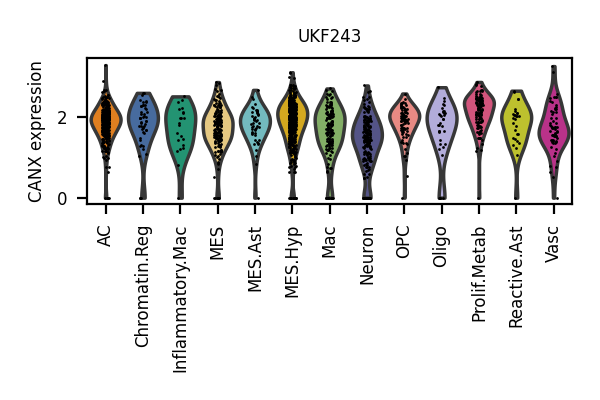 UKF243
CANX expression
2
0
AC
Chromatin.Reg
Inflammatory.Mac
MES
MES.Ast
MES.Hyp
Mac
Neuron
OPC
Oligo
Prolif.Metab
Reactive.Ast
Vasc